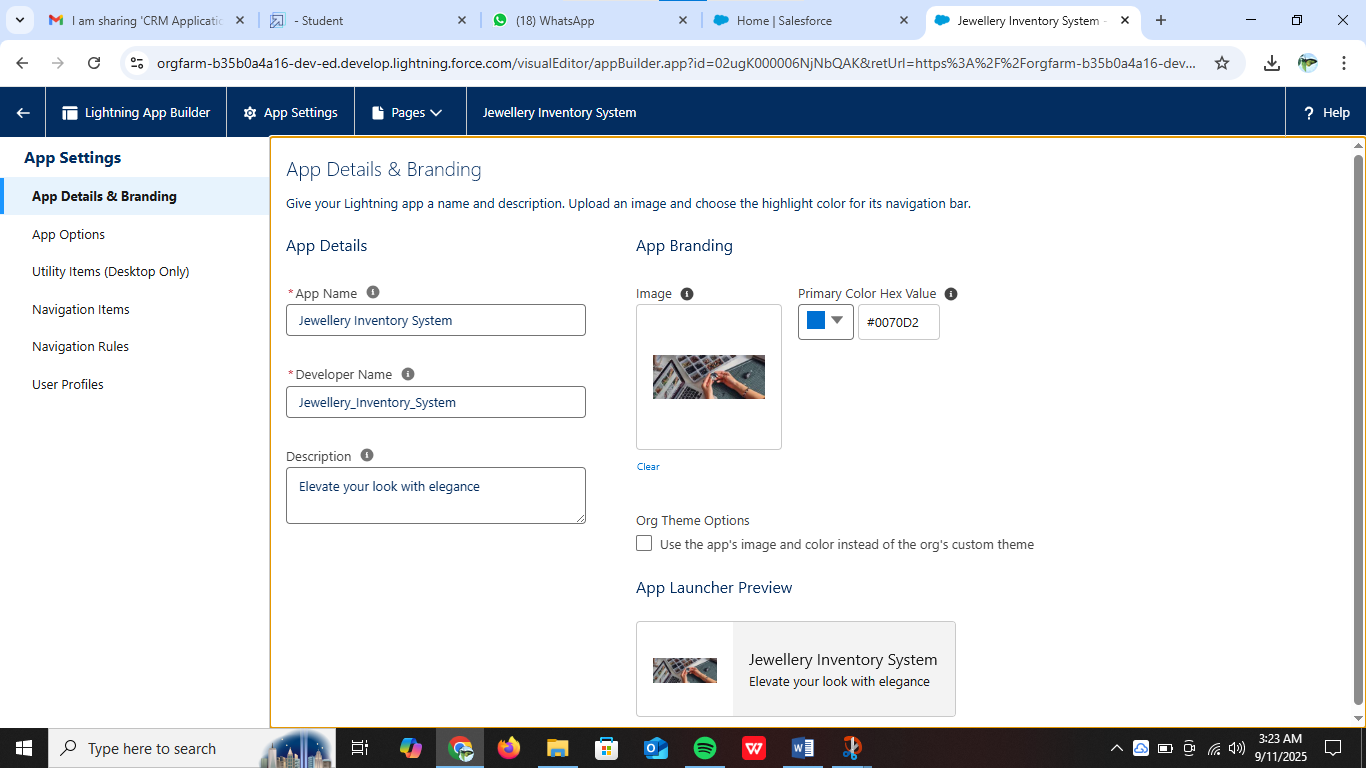 I am sharing 'CRM Applicatio
- Student
(18) WhatsApp
Home | Salesforce
Jewellery Inventory System -
orgfarm-b35b0a4a16-dev-ed.develop.lightning.force.com/visualEditor/appBuilder.app?id=02ugK000006NjNbQAK&retUrl=https%3A%2F%2Forgfarm-b35b0a4a16-dev...
Lightning App Builder
App Settings
Pages
Jewellery Inventory System
? Help
App Settings
App Details & Branding
App Options
Utility Items (Desktop Only)
Navigation Items
Navigation Rules
User Profiles
App Details & Branding
Give your Lightning app a name and description. Upload an image and choose the highlight color for its navigation bar.
App Details
*App Name
Jewellery Inventory System
*Developer Name
Jewellery_Inventory_System
Description
Elevate your look with elegance
App Branding
Image
Primary Color Hex Value
#0070D2
Clear
Org Theme Options
Use the app's image and color instead of the org's custom theme
App Launcher Preview
Jewellery Inventory System
Elevate your look with elegance
Type here to search
3:23 AM
9/11/2025